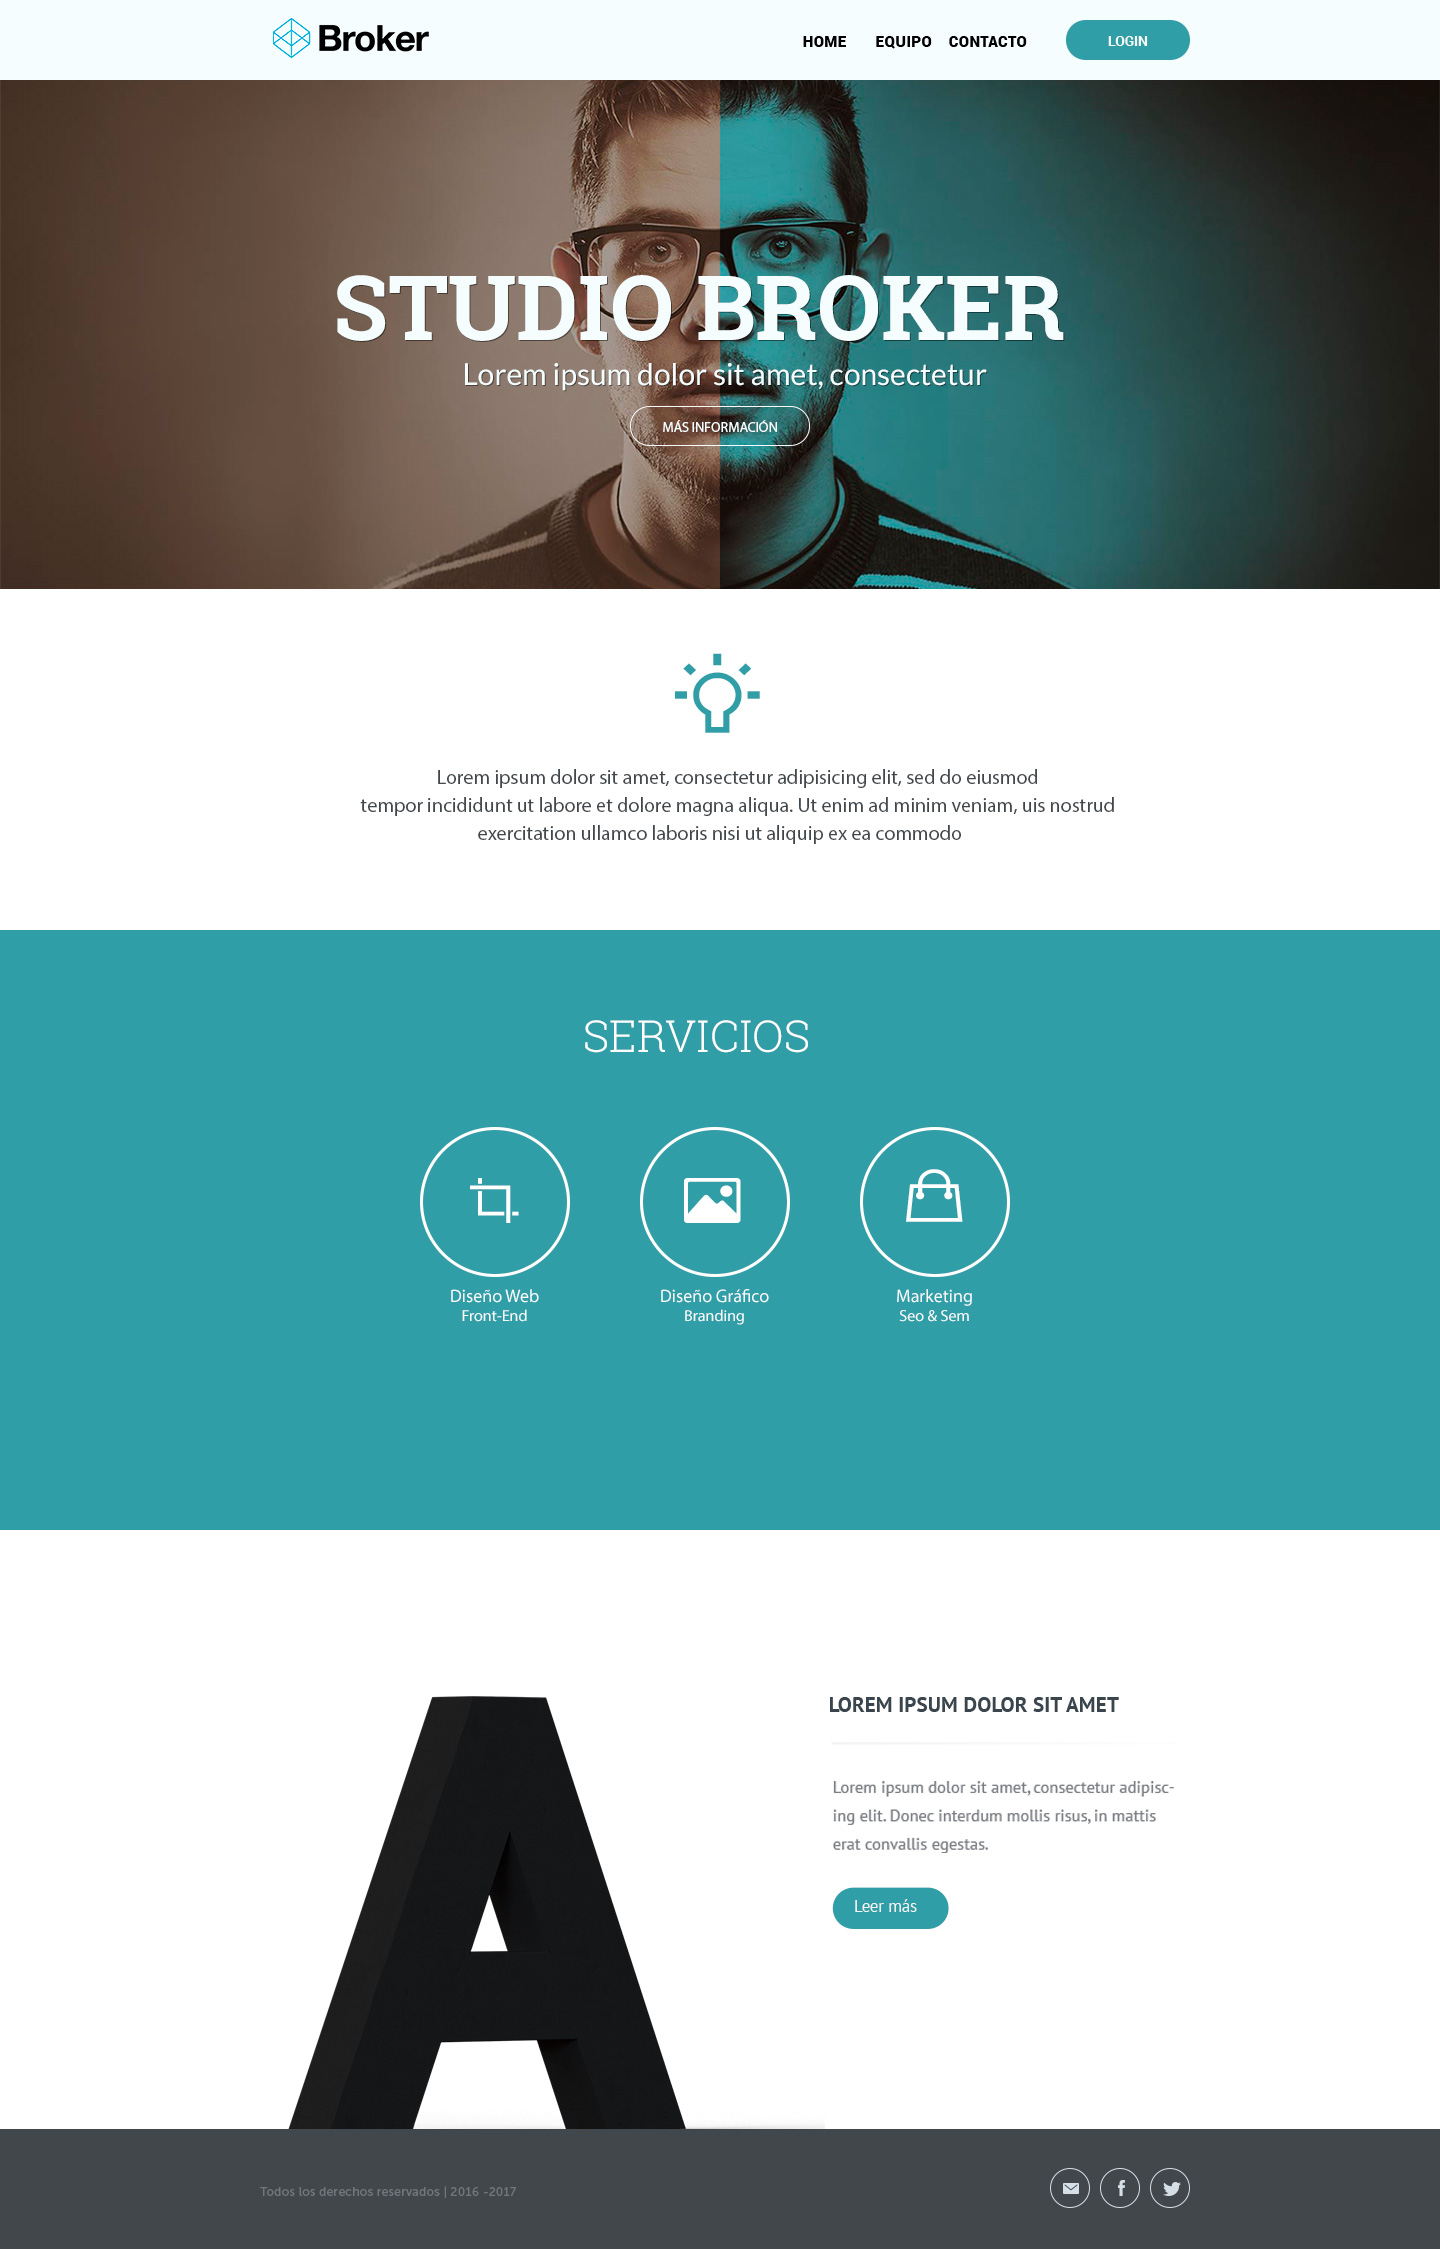 Broker
HOME EQUIPO CONTACTO LOGIN
STUDIO BROKER
Lorem ipsum dolor sit amet, consectetur
MÁS INFORMACIÓN
Lorem ipsum dolor sit amet, consectetur adipisicing elit, sed do eiusmod
tempor incididunt ut labore et dolore magna aliqua. Ut enim ad minim veniam, uis nostrud
exercitation ullamco laboris nisi ut aliquip ex ea commodo
SERVICIOS
Diseño Web
Front-End
Diseño Gráfico
Branding
Marketing
Seo & Sem
A
LOREM IPSUM DOLOR SIT AMET
Lorem ipsum dolor sit amet, consectetur adipisc-
ing elit. Donec interdum mollis risus, in mattis
erat convallis egestas.
Leer más
Todos los derechos reservados | 2016 -2017